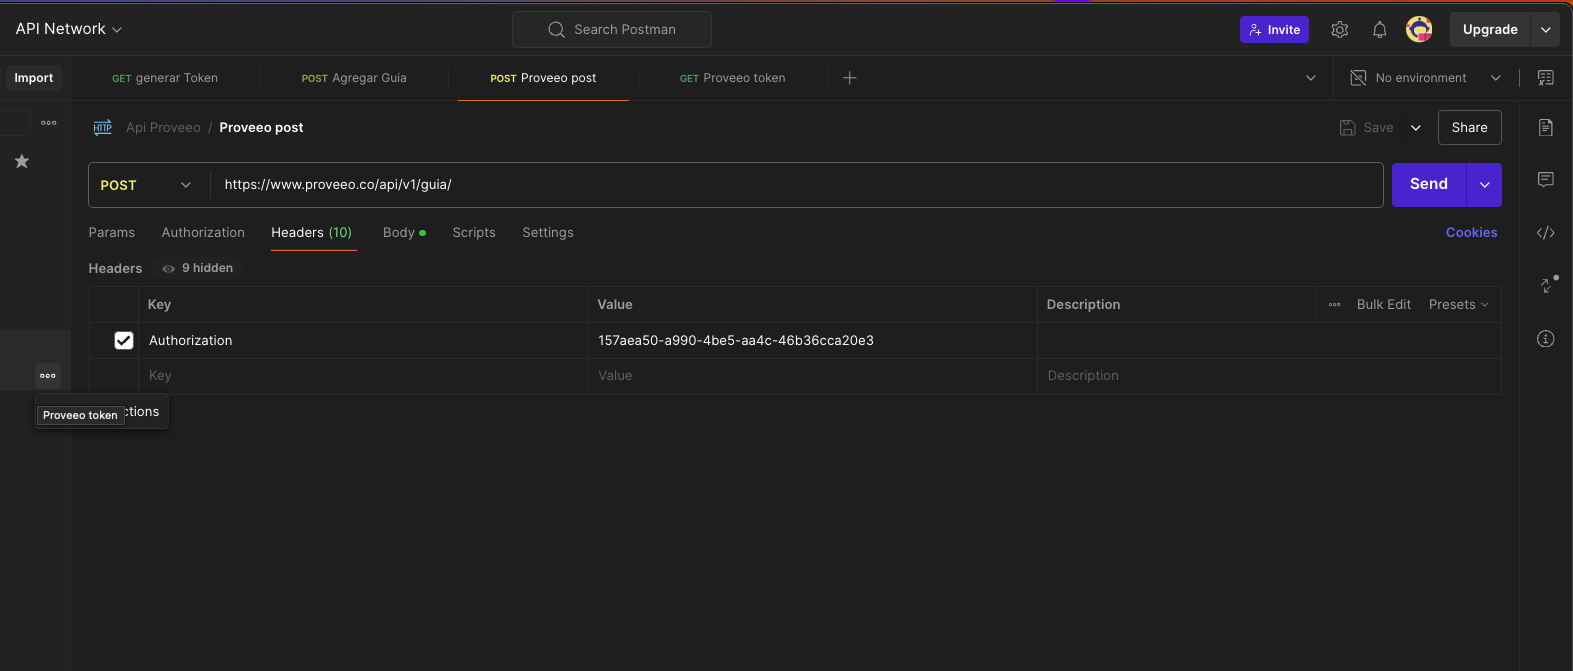 API Network
Search Postman
Invite
Upgrade
Import
GET generar Token
POST Agregar Guia
POST Proveeo post
GET Proveeo token
No environment
HTTP
Api Proveeo / Proveeo post
Save
Share
POST
https://www.proveeo.co/api/v1/guia/
Send
Params
Authorization
Headers (10)
Body
Scripts
Settings
Cookies
Headers
9 hidden
Key
Value
Description
Bulk Edit
Presets
Authorization
157aea50-a990-4be5-aa4c-46b36cca20e3
Key
Value
Description
Proveeo token
ctions